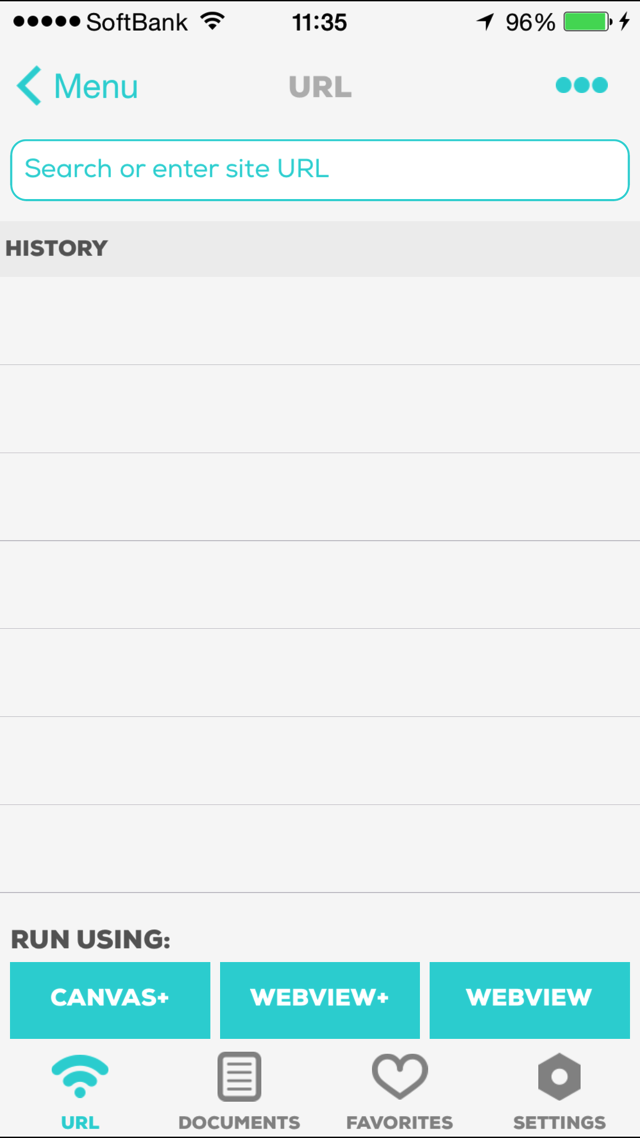 SoftBank 11:35 96%
Menu URL
Search or enter site URL
HISTORY
RUN USING:
CANVAS+ WEBVIEW+ WEBVIEW
URL DOCUMENTS FAVORITES SETTINGS